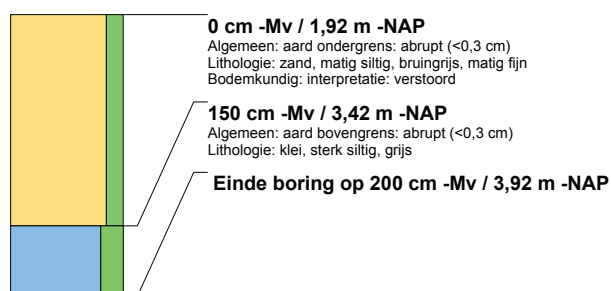 0 cm -Mv / 1,92 m -NAP
Algemeen: aard ondergrens: abrupt (<0,3 cm)
Lithologie: zand, matig siltig, bruingrijs, matig fijn
Bodemkundig: interpretatie: verstoord
150 cm -Mv / 3,42 m -NAP
Algemeen: aard bovengrens: abrupt (<0,3 cm)
Lithologie: klei, sterk siltig, grijs
Einde boring op 200 cm -Mv / 3,92 m -NAP